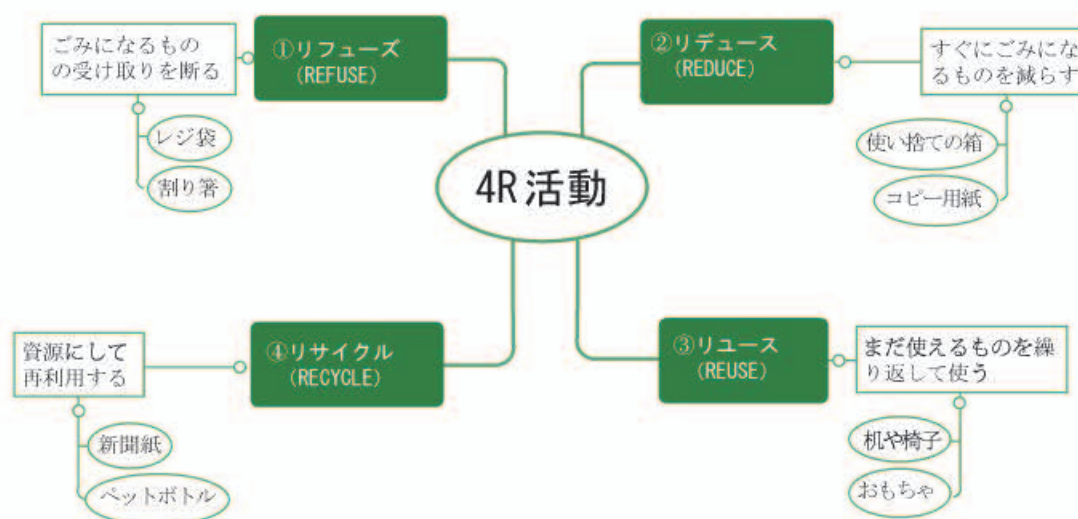 4R活動
①リフューズ
(REFUSE)
ごみになるもの
の受け取りを断る
レジ袋
割り箸
②リデュース
(REDUCE)
すぐにごみにな
るものを減らす
使い捨ての箱
コピー用紙
③リユース
(REUSE)
まだ使えるものを繰
り返して使う
机や椅子
おもちゃ
④リサイクル
(RECYCLE)
資源にして
再利用する
新聞紙
ペットボトル